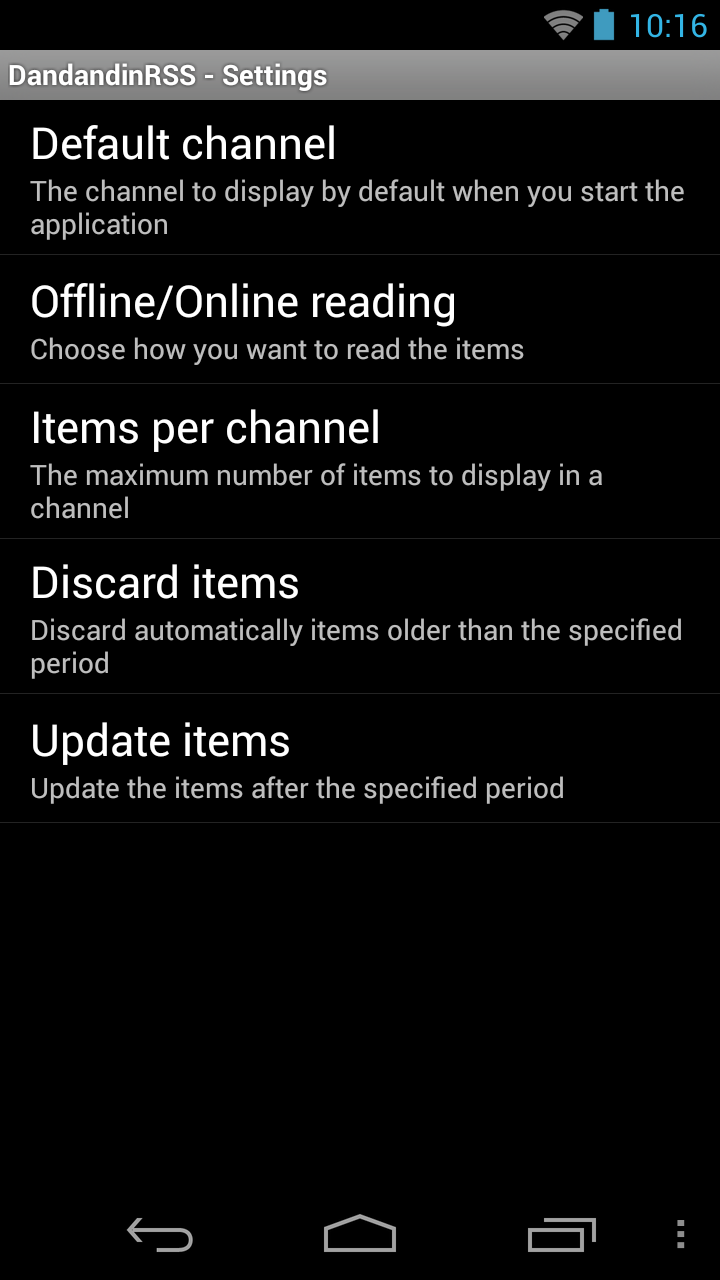 10:16
DandandinRSS - Settings
Default channel
The channel to display by default when you start the
application
Offline/Online reading
Choose how you want to read the items
Items per channel
The maximum number of items to display in a
channel
Discard items
Discard automatically items older than the specified
period
Update items
Update the items after the specified period